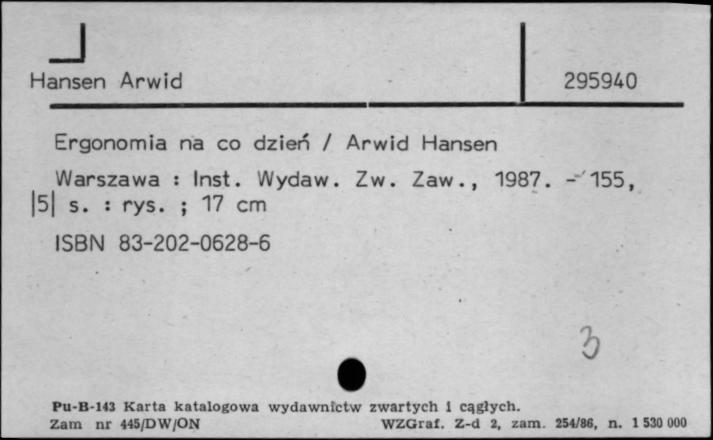 Hansen Arwid 295940
Ergonomia na co dzień / Arwid Hansen
Warszawa : Inst. Wydaw. Zw. Zaw., 1987. - 155,
|5| s. : rys. ; 17 cm
ISBN 83-202-0628-6
3
Pu-B-143 Karta katalogowa wydawnictw zwartych i cągłych.
Zam nr 445/DW/ON WZGraf. Z-d 2, zam. 254/86, n. 1 530 000